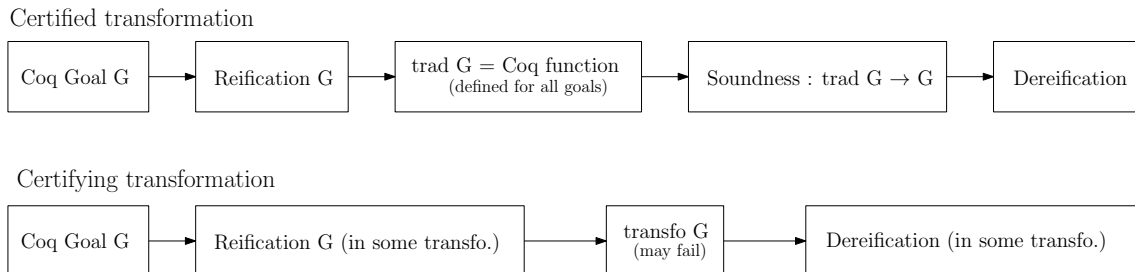 Certified transformation
Coq Goal G
Reification G
trad G = Coq function
(defined for all goals)
Soundness : trad G → G
Dereification
Certifying transformation
Coq Goal G
Reification G (in some transfo.)
transfo G
(may fail)
Dereification (in some transfo.)